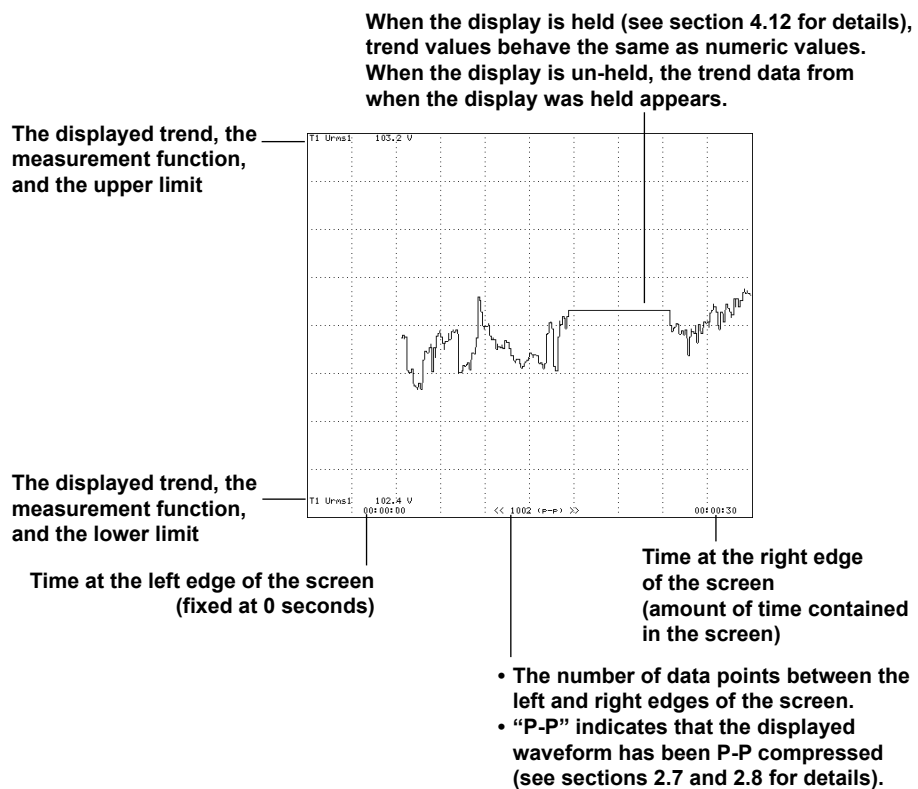 When the display is held (see section 4.12 for details),
trend values behave the same as numeric values.
When the display is un-held, the trend data from
when the display was held appears.
The displayed trend, the
measurement function,
and the upper limit
T1 Urms1 103.2 V
The displayed trend, the
measurement function,
and the lower limit
T1 Urms1 102.4 V
00:00:00 << 1002 (p-p) >> 00:00:30
Time at the left edge of the screen
(fixed at 0 seconds)
Time at the right edge
of the screen
(amount of time contained
in the screen)
• The number of data points between the
left and right edges of the screen.
• “P-P” indicates that the displayed
waveform has been P-P compressed
(see sections 2.7 and 2.8 for details).